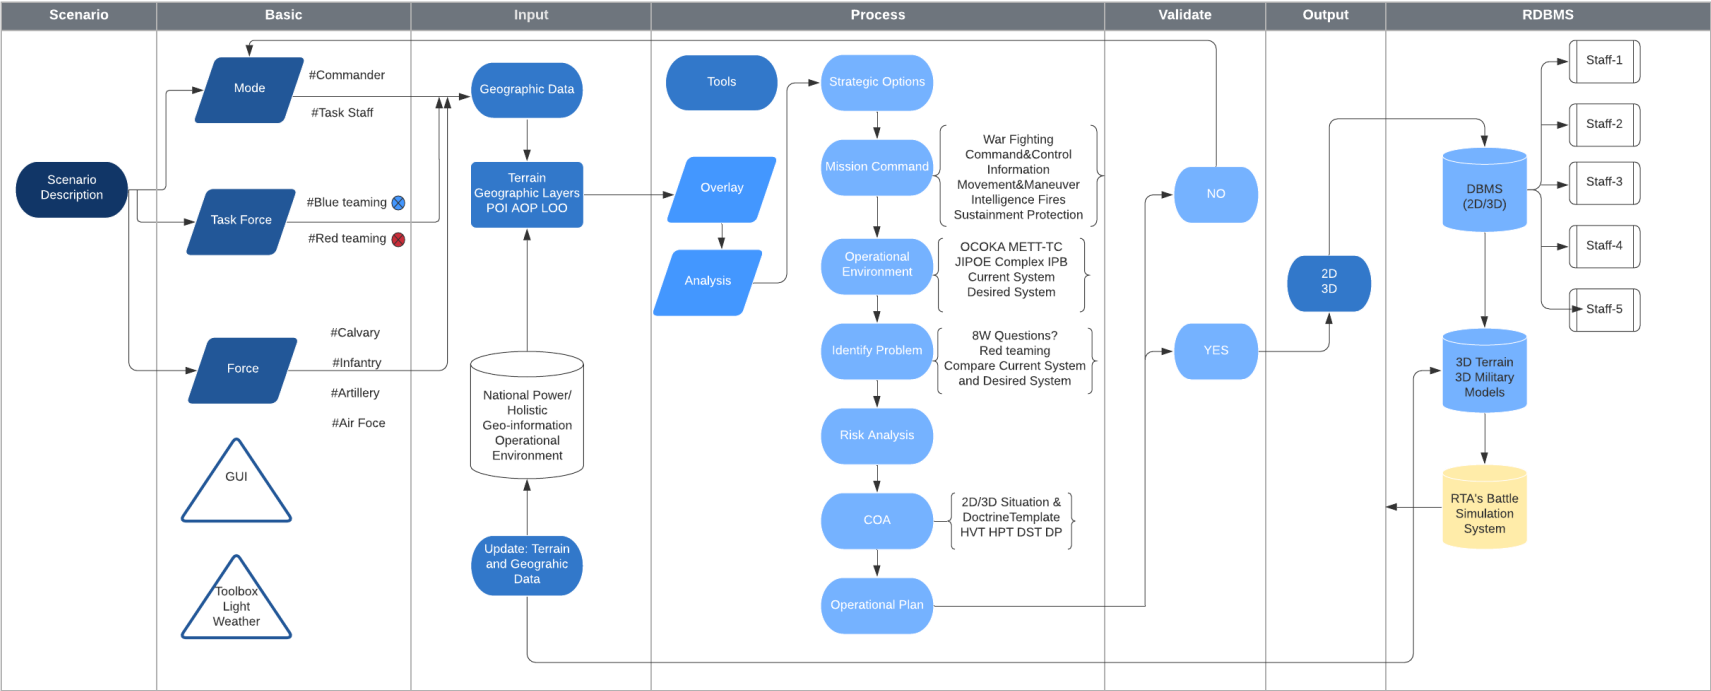 Scenario
Basic
Input
Process
Validate
Output
RDBMS
Scenario
Description
Mode
#Commander
#Task Staff
Task Force
#Blue teaming
#Red teaming
Force
#Calvary
#Infantry
#Artillery
#Air Foce
GUI
Toolbox
Light
Weather
Geographic Data
Terrain
Geographic Layers
POI AOP LOO
National Power/
Holistic
Geo-information
Operational
Environment
Update: Terrain
and Geograhic
Data
Tools
Overlay
Analysis
Strategic Options
Mission Command
War Fighting
Command&Control
Information
Movement&Maneuver
Intelligence Fires
Sustainment Protection
Operational
Environment
OCOKA METT-TC
JIPOE Complex IPB
Current System
Desired System
Identify Problem
8W Questions?
Red teaming
Compare Current System
and Desired System
Risk Analysis
COA
2D/3D Situation &
DoctrineTemplate
HVT HPT DST DP
Operational Plan
NO
YES
2D
3D
DBMS
(2D/3D)
3D Terrain
3D Military
Models
RTA's Battle
Simulation
System
Staff-1
Staff-2
Staff-3
Staff-4
Staff-5